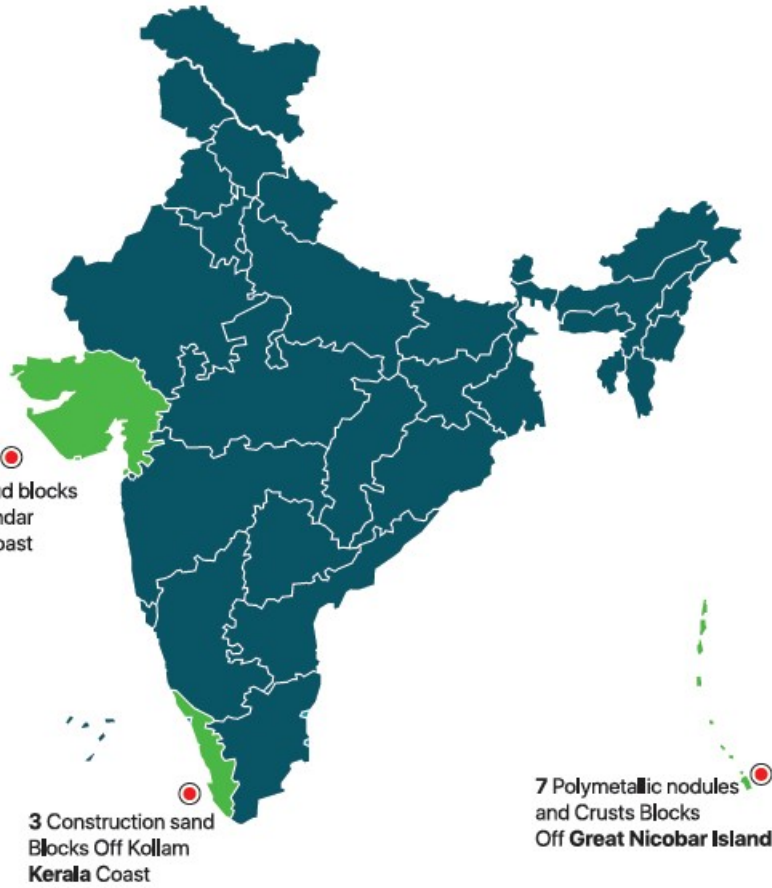 d blocks
ndar
oast
3 Construction sand
Blocks Off Kollam
Kerala Coast
7 Polymetallic nodules
and Crusts Blocks
Off Great Nicobar Island